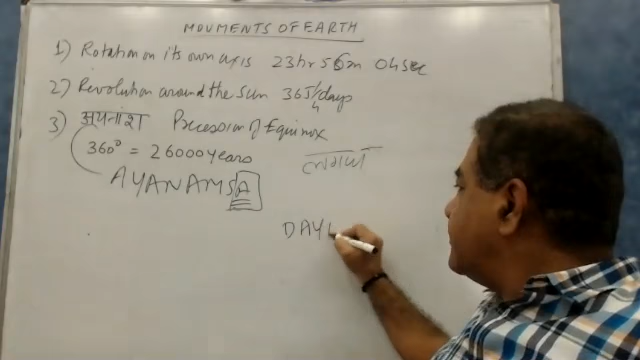 MOVMENTS OF EARTH
1) Rotation on its own axis 23hr 56m 04sec
2) Revolution around the sun 365 1/4 days
3) अयनांश Precession of Equinox
360° = 26000 years
AYANAMSA
DAY